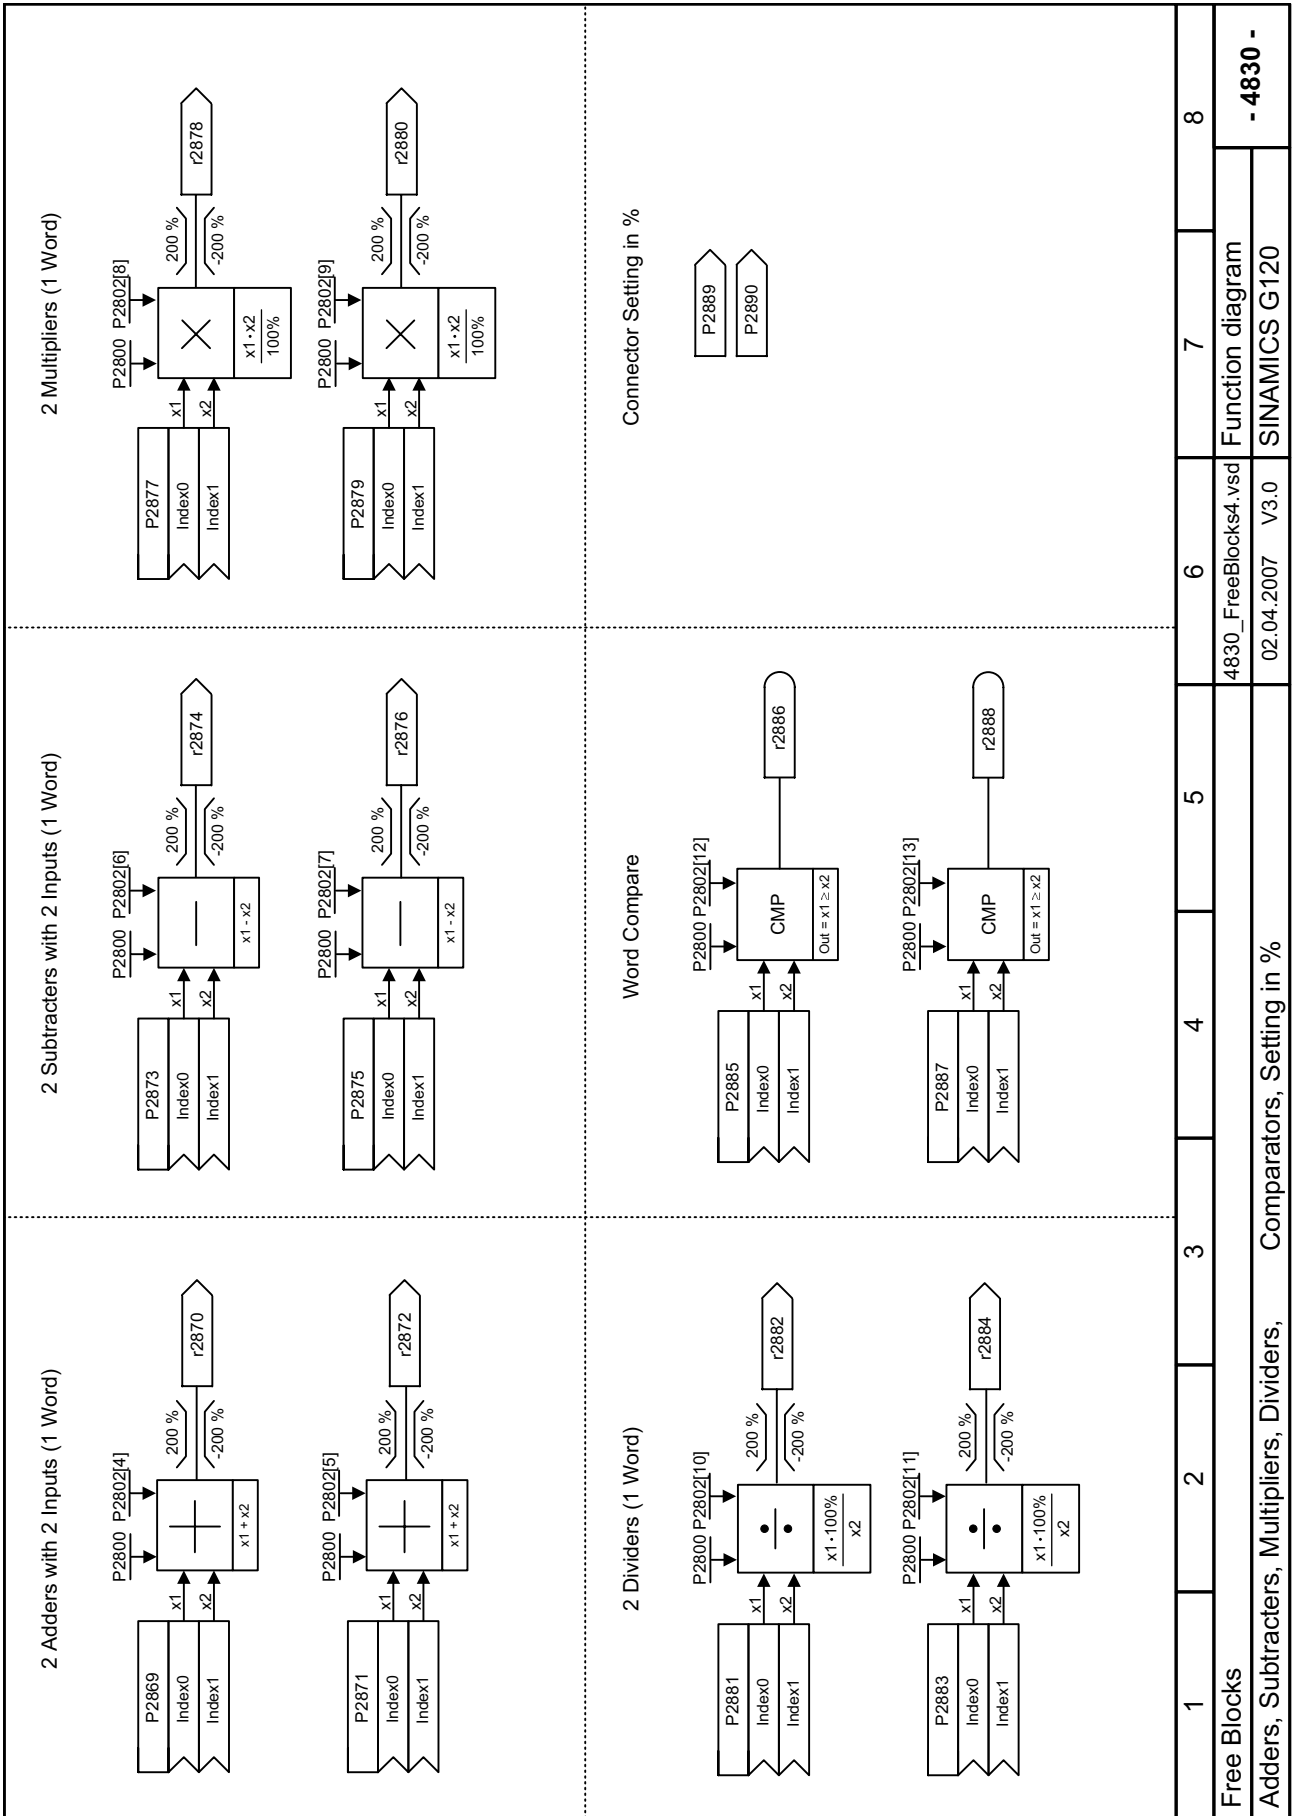 2 Adders with 2 Inputs (1 Word)
P2800 P2802[4]
P2869
Index0
Index1
x1
x2
x1 + x2
200 %
-200 %
r2870
P2800 P2802[5]
P2871
Index0
Index1
x1
x2
x1 + x2
200 %
-200 %
r2872
2 Subtracters with 2 Inputs (1 Word)
P2800 P2802[6]
P2873
Index0
Index1
x1
x2
x1 - x2
200 %
-200 %
r2874
P2800 P2802[7]
P2875
Index0
Index1
x1
x2
x1 - x2
200 %
-200 %
r2876
2 Multipliers (1 Word)
P2800 P2802[8]
P2877
Index0
Index1
x1
x2
x1·x2
100%
200 %
-200 %
r2878
P2800 P2802[9]
P2879
Index0
Index1
x1
x2
x1·x2
100%
200 %
-200 %
r2880
2 Dividers (1 Word)
P2800 P2802[10]
P2881
Index0
Index1
x1
x2
x1·100%
x2
200 %
-200 %
r2882
P2800 P2802[11]
P2883
Index0
Index1
x1
x2
x1·100%
x2
200 %
-200 %
r2884
Word Compare
P2800 P2802[12]
P2885
Index0
Index1
x1
x2
CMP
Out = x1 ≥ x2
r2886
P2800 P2802[13]
P2887
Index0
Index1
x1
x2
CMP
Out = x1 ≥ x2
r2888
Connector Setting in %
P2889
P2890
1 2 3 4 5 6 7 8
Free Blocks 4830_FreeBlocks4.vsd Function diagram - 4830 -
Adders, Subtracters, Multipliers, Dividers, Comparators, Setting in % 02.04.2007 V3.0 SINAMICS G120